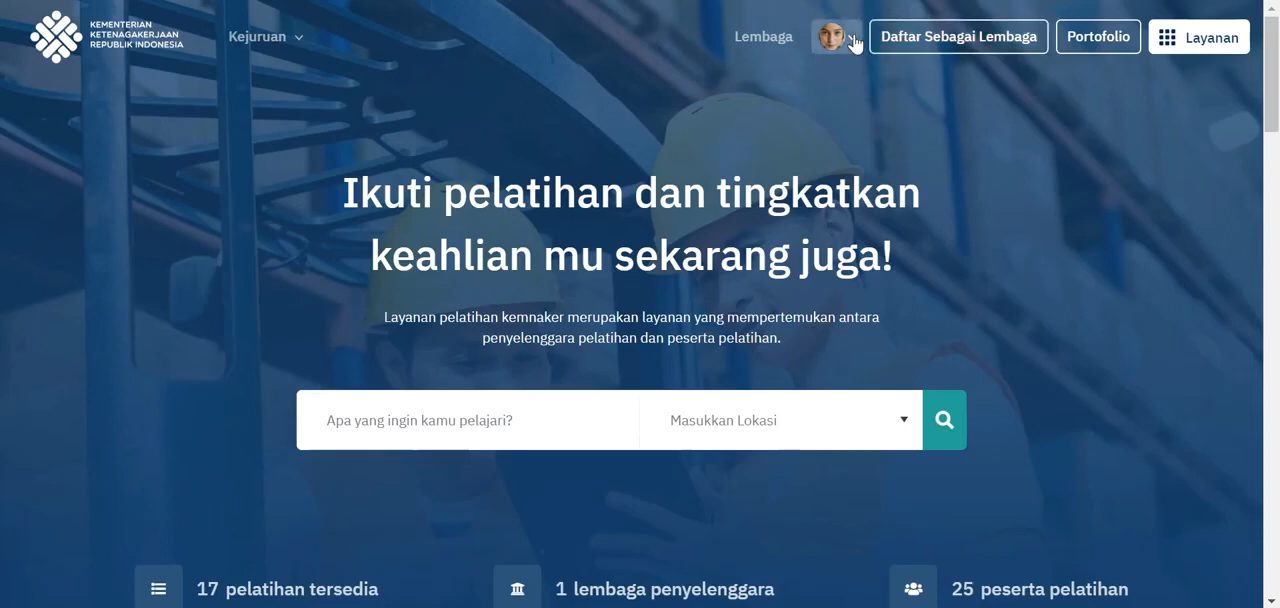 KEMENTERIAN
KETENAGAKERJAAN
REPUBLIK INDONESIA
Kejuruan
Lembaga
Daftar Sebagai Lembaga
Portofolio
Layanan
Ikuti pelatihan dan tingkatkan
keahlian mu sekarang juga!
Layanan pelatihan kemnaker merupakan layanan yang mempertemukan antara
penyelenggara pelatihan dan peserta pelatihan.
Apa yang ingin kamu pelajari?
Masukkan Lokasi
17 pelatihan tersedia
1 lembaga penyelenggara
25 peserta pelatihan